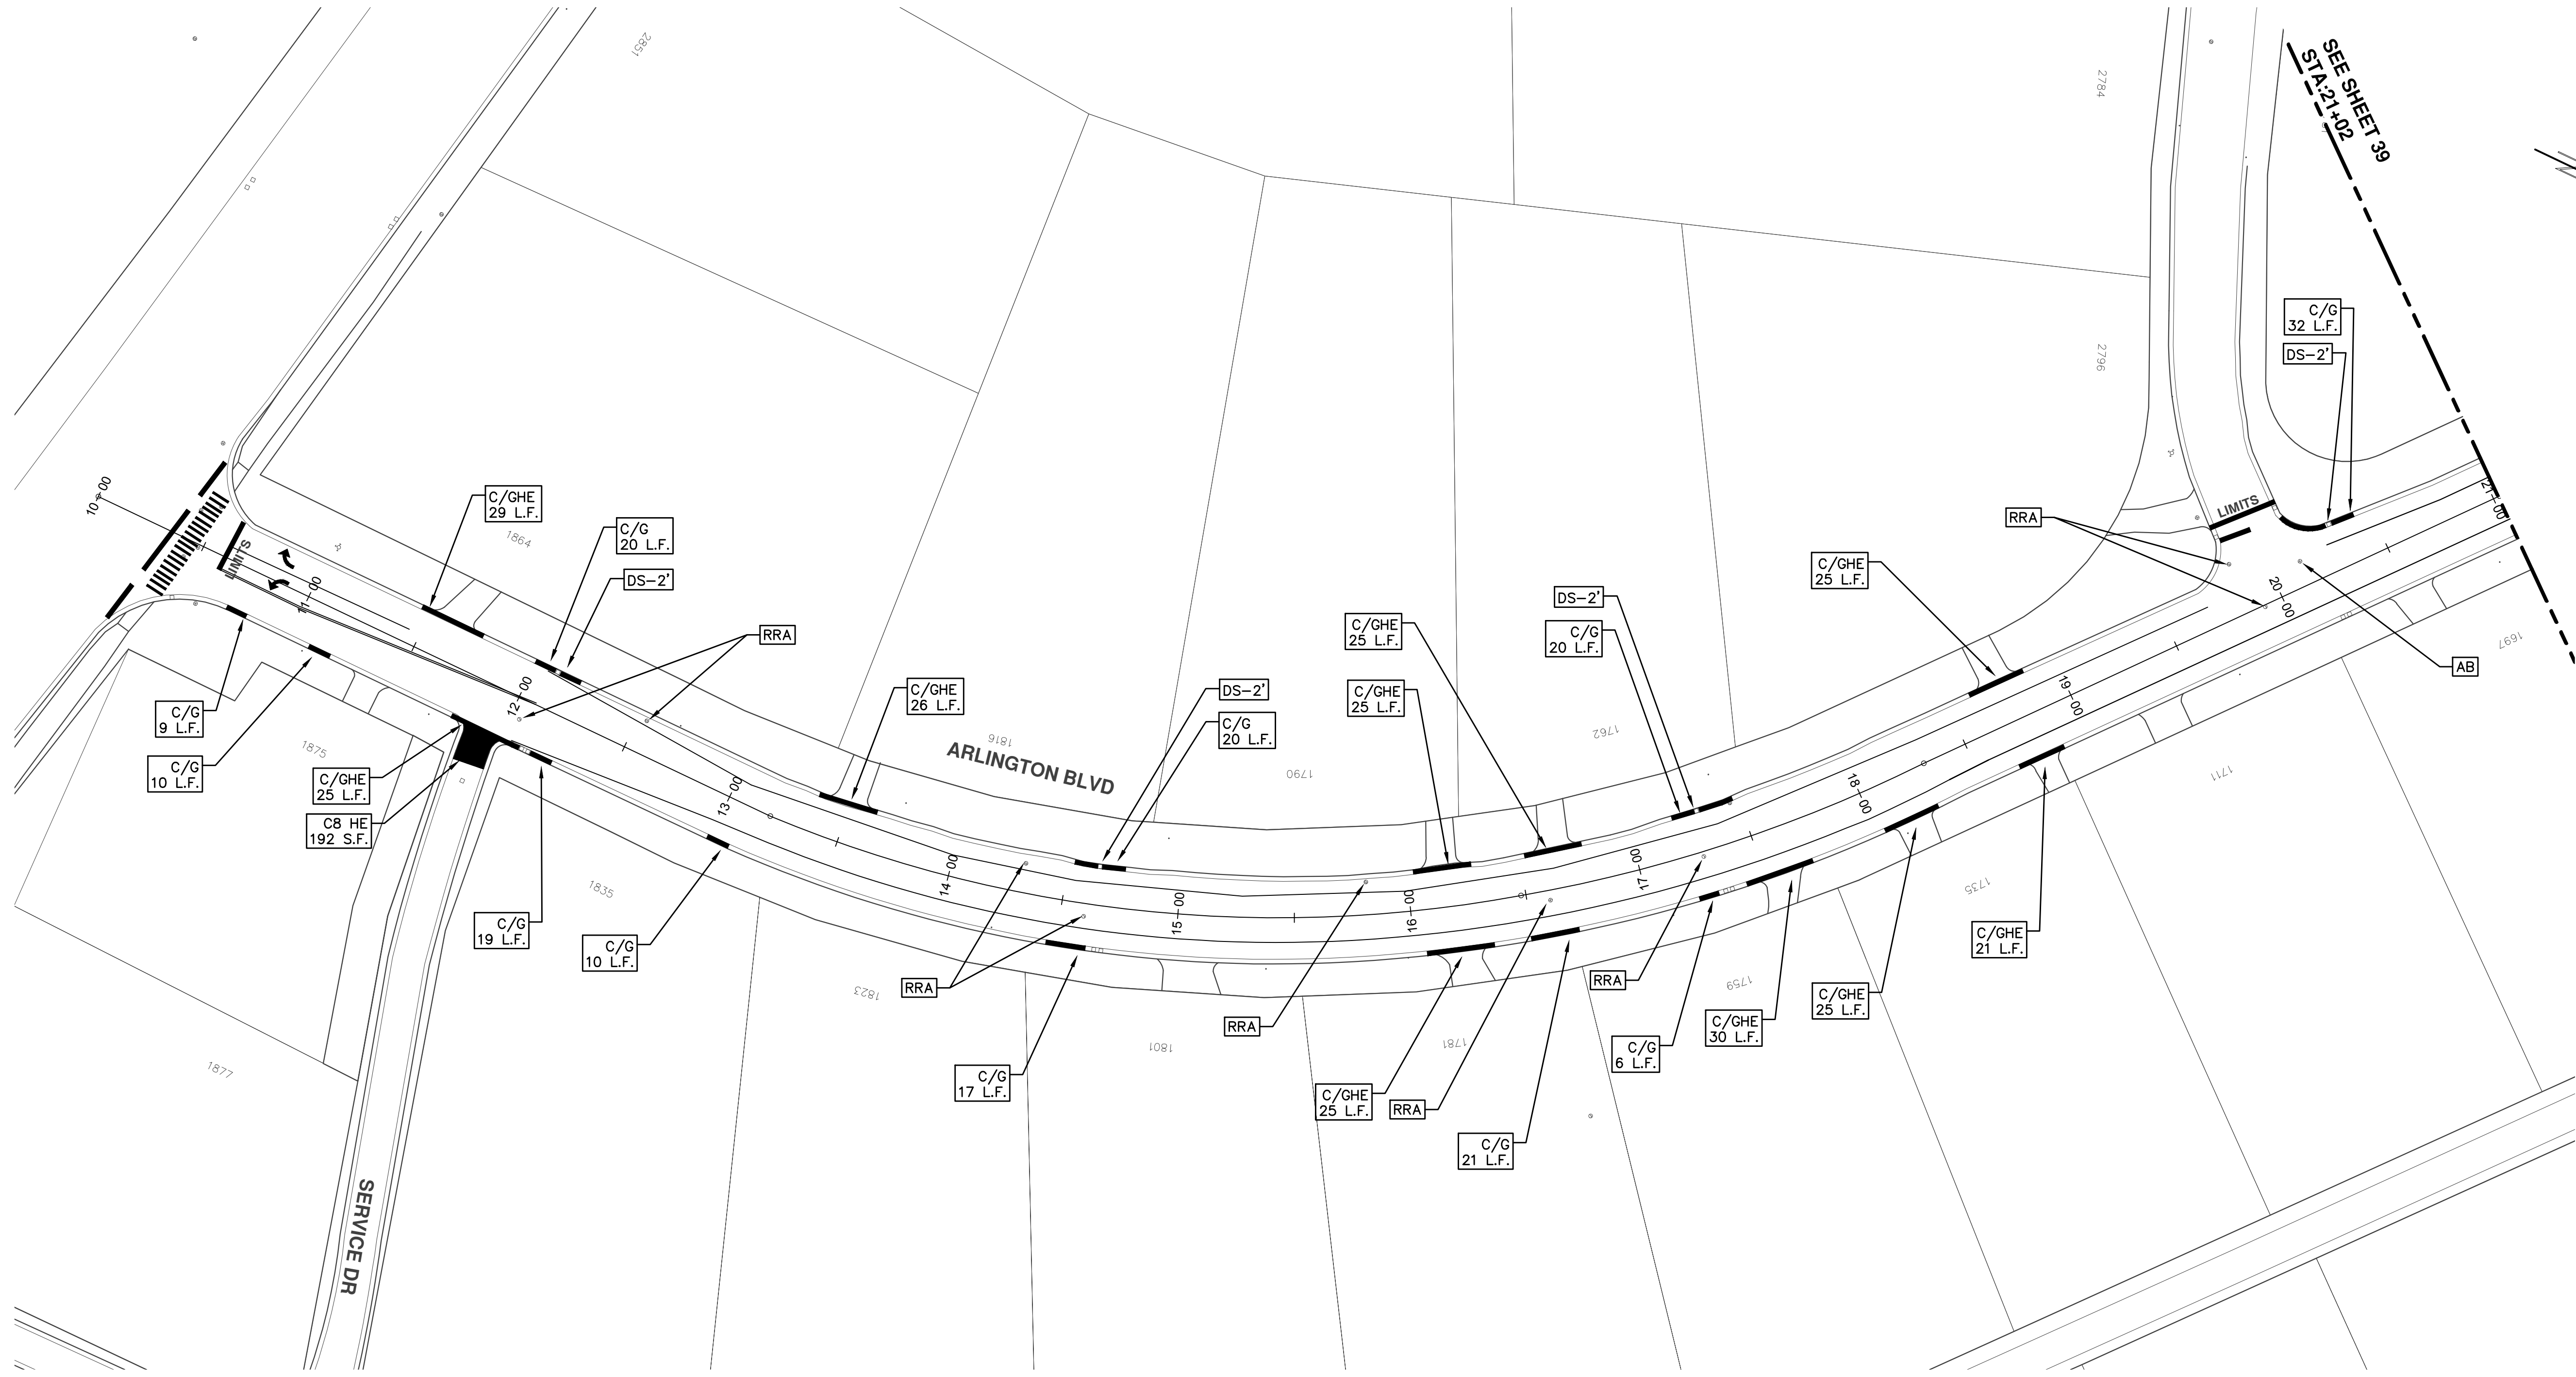 2851
2784
SEE SHEET 39
STA:21+02
2796
C/G
32 L.F.
DS-2'
10+00
LIMITS
11+00
C/GHE
29 L.F.
1864
C/G
20 L.F.
DS-2'
RRA
12+00
C/G
9 L.F.
C/G
10 L.F.
1875
C/GHE
25 L.F.
C8 HE
192 S.F.
C/G
19 L.F.
1835
C/G
10 L.F.
1877
SERVICE DR
13+00
C/GHE
26 L.F.
1816
ARLINGTON BLVD
14+00
DS-2'
C/G
20 L.F.
1790
15+00
1823
RRA
C/G
17 L.F.
1801
RRA
C/GHE
25 L.F.
C/GHE
25 L.F.
16+00
1781
C/GHE
25 L.F.
RRA
C/G
21 L.F.
DS-2'
C/G
20 L.F.
1762
17+00
RRA
C/G
6 L.F.
1759
C/GHE
30 L.F.
C/GHE
25 L.F.
18+00
C/GHE
25 L.F.
1735
C/GHE
21 L.F.
19+00
1711
RRA
LIMITS
20+00
AB
1697
21+00